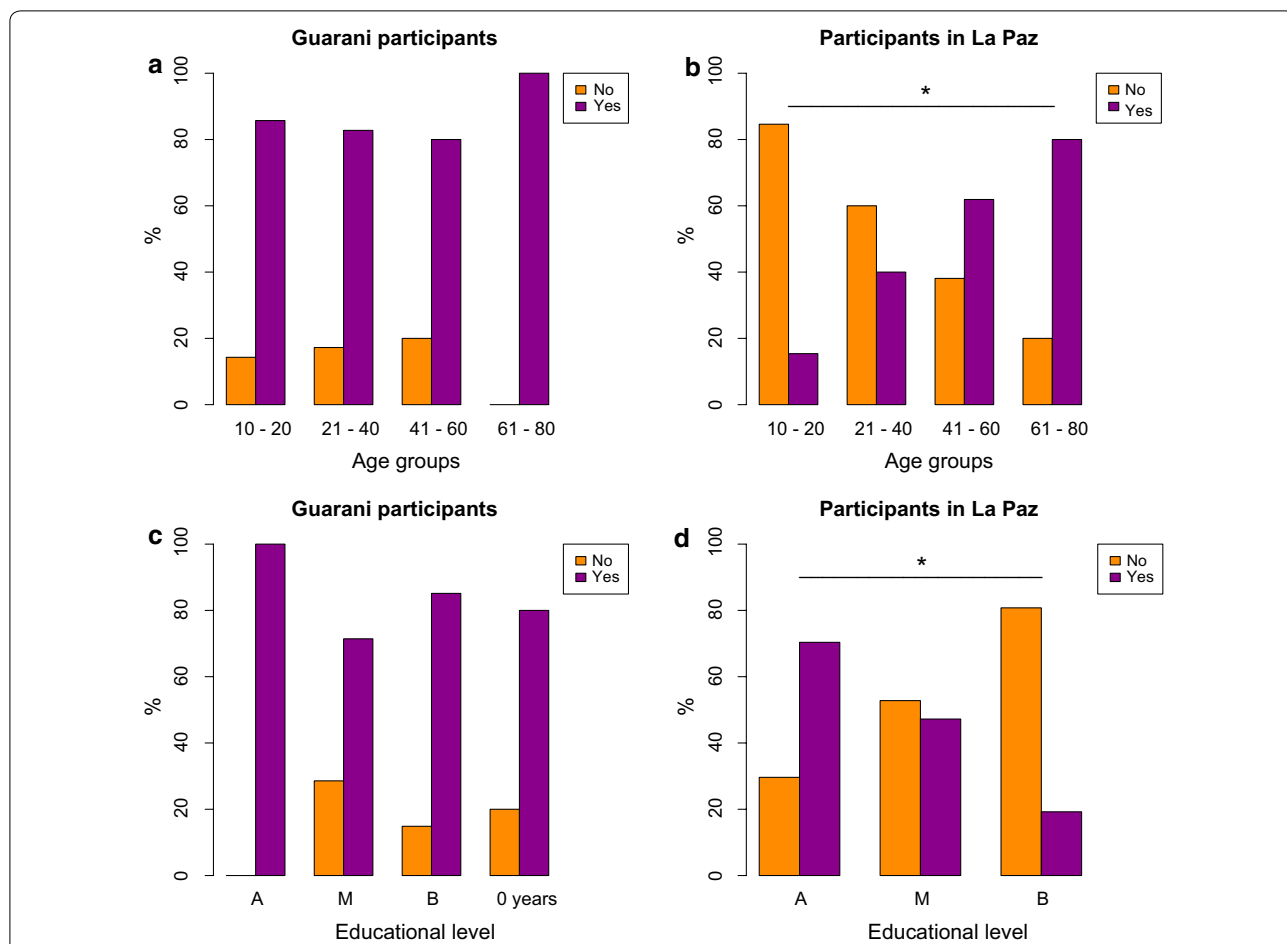 Guarani participants
a
No
Yes
100
80
60
40
20
0
%
10 - 20 21 - 40 41 - 60 61 - 80
Age groups
Participants in La Paz
b
No
Yes
*
100
80
60
40
20
0
%
10 - 20 21 - 40 41 - 60 61 - 80
Age groups
Guarani participants
c
No
Yes
100
80
60
40
20
0
%
A M B 0 years
Educational level
Participants in La Paz
d
No
Yes
*
100
80
60
40
20
0
%
A M B
Educational level